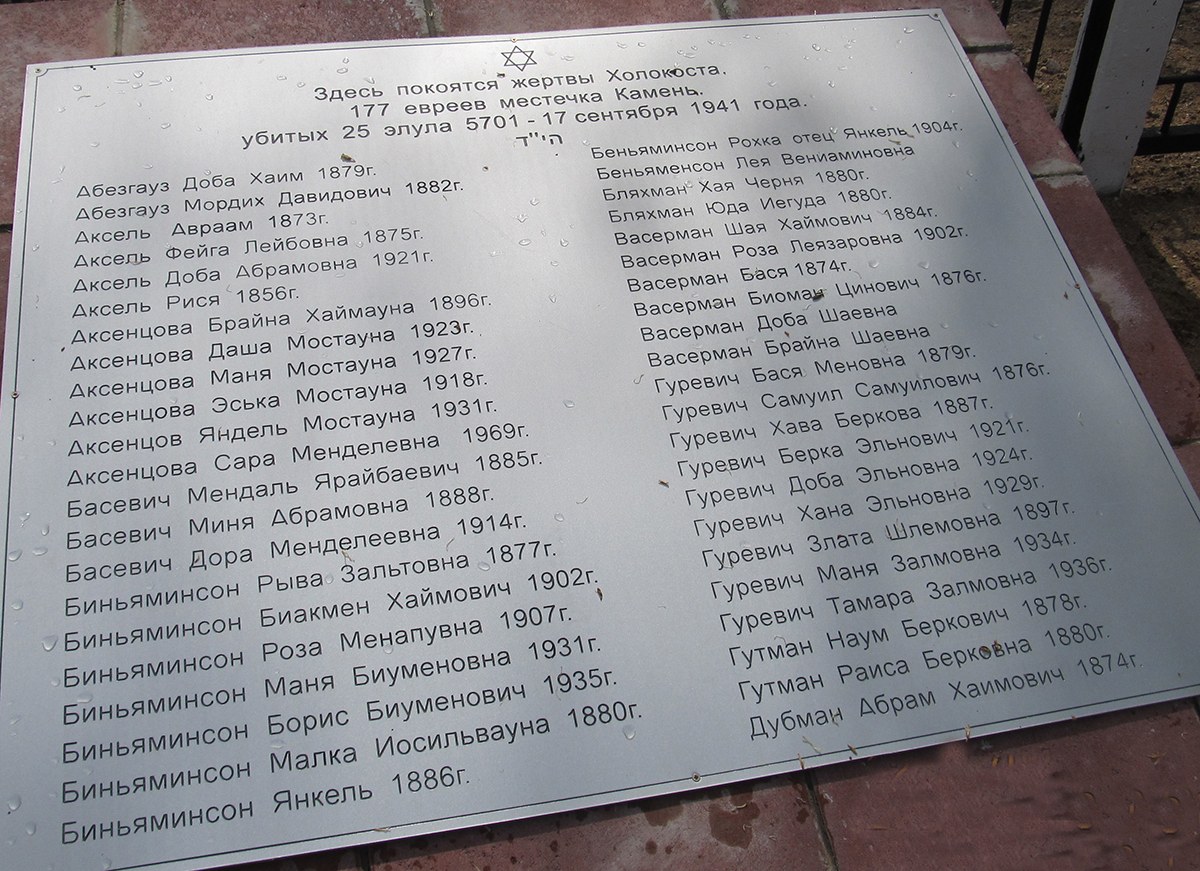 Здесь покоятся жертвы Холокоста.
177 евреев местечка Камень.
убитых 25 элула 5701 - 17 сентября 1941 года.
הי"ד
Абезгауз Доба Хаим 1879г.
Абезгауз Мордих Давидович 1882г.
Аксель Авраам 1873г.
Аксель Фейга Лейбовна 1875г.
Аксель Доба Абрамовна 1921г.
Аксель Рися 1856г.
Аксенцова Брайна Хаймауна 1896г.
Аксенцова Даша Мостауна 1923г.
Аксенцова Маня Мостауна 1927г.
Аксенцова Эська Мостауна 1918г.
Аксенцов Яндель Мостауна 1931г.
Аксенцова Сара Менделевна 1969г.
Басевич Мендаль Ярайбаевич 1885г.
Басевич Миня Абрамовна 1888г.
Басевич Дора Менделеевна 1914г.
Биньяминсон Рыва Зальтовна 1877г.
Биньяминсон Биакмен Хаймович 1902г.
Биньяминсон Роза Менапувна 1907г.
Биньяминсон Маня Биуменовна 1931г.
Биньяминсон Борис Биуменович 1935г.
Биньяминсон Малка Иосильвауна 1880г.
Биньяминсон Янкель 1886г.
Беньяминсон Рохка отец Янкель 1904г.
Беньяменсон Лея Вениаминовна
Бляхман Хая Черня 1880г.
Бляхман Юда Иегуда 1880г.
Васерман Шая Хаймович 1884г.
Васерман Роза Леязаровна 1902г.
Васерман Бася 1874г.
Васерман Биоман Цинович 1876г.
Васерман Доба Шаевна
Васерман Брайна Шаевна
Гуревич Бася Меновна 1879г.
Гуревич Самуил Самуилович 1876г.
Гуревич Хава Беркова 1887г.
Гуревич Берка Эльнович 1921г.
Гуревич Доба Эльновна 1924г.
Гуревич Хана Эльновна 1929г.
Гуревич Злата Шлемовна 1897г.
Гуревич Маня Залмовна 1934г.
Гуревич Тамара Залмовна 1936г.
Гутман Наум Беркович 1878г.
Гутман Раиса Берковна 1880г.
Дубман Абрам Хаимович 1874г.